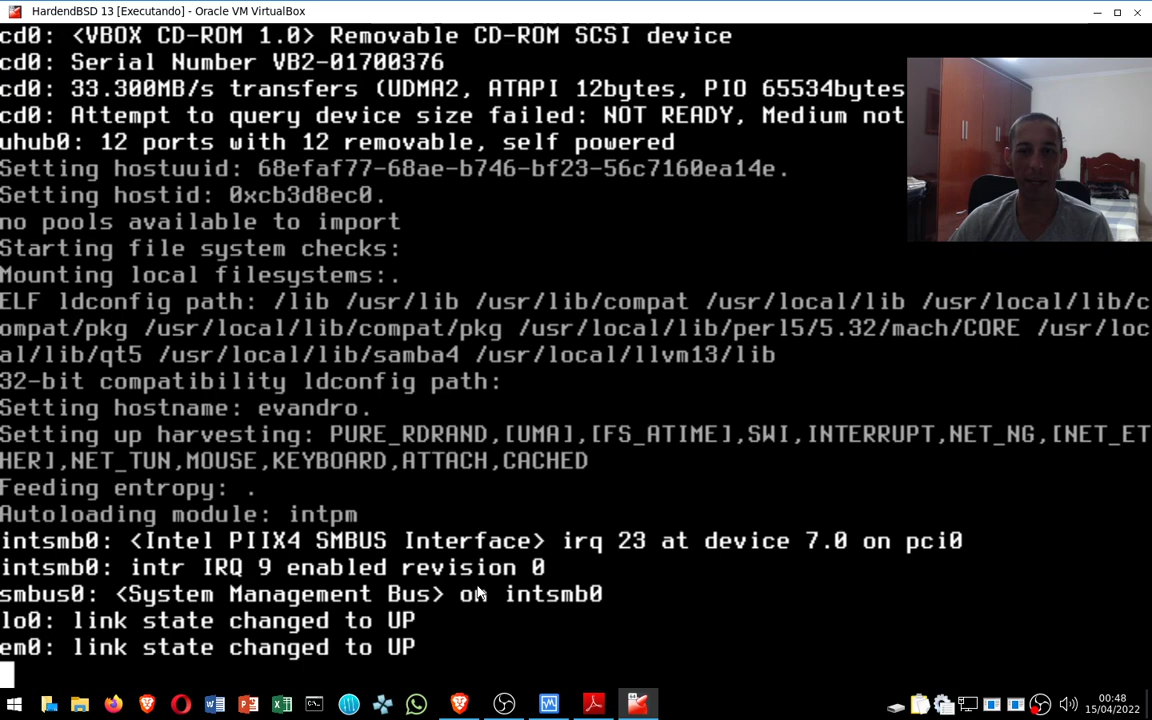 HardendBSD 13 [Executando] - Oracle VM VirtualBox
cd0: <VBOX CD-ROM 1.0> Removable CD-ROM SCSI device
cd0: Serial Number VB2-01700376
cd0: 33.300MB/s transfers (UDMA2, ATAPI 12bytes, PIO 65534bytes
cd0: Attempt to query device size failed: NOT READY, Medium not
uhub0: 12 ports with 12 removable, self powered
Setting hostuuid: 68efaf77-68ae-b746-bf23-56c7160ea14e.
Setting hostid: 0xcb3d8ec0.
no pools available to import
Starting file system checks:
Mounting local filesystems:.
ELF ldconfig path: /lib /usr/lib /usr/lib/compat /usr/local/lib /usr/local/lib/c
ompat/pkg /usr/local/lib/compat/pkg /usr/local/lib/perl5/5.32/mach/CORE /usr/loc
al/lib/qt5 /usr/local/lib/samba4 /usr/local/llvm13/lib
32-bit compatibility ldconfig path:
Setting hostname: evandro.
Setting up harvesting: PURE_RDRAND,[UMA],[FS_ATIME],SWI,INTERRUPT,NET_NG,[NET_ET
HER],NET_TUN,MOUSE,KEYBOARD,ATTACH,CACHED
Feeding entropy: .
Autoloading module: intpm
intsmb0: <Intel PIIX4 SMBUS Interface> irq 23 at device 7.0 on pci0
intsmb0: intr IRQ 9 enabled revision 0
smbus0: <System Management Bus> on intsmb0
lo0: link state changed to UP
em0: link state changed to UP
00:48
15/04/2022